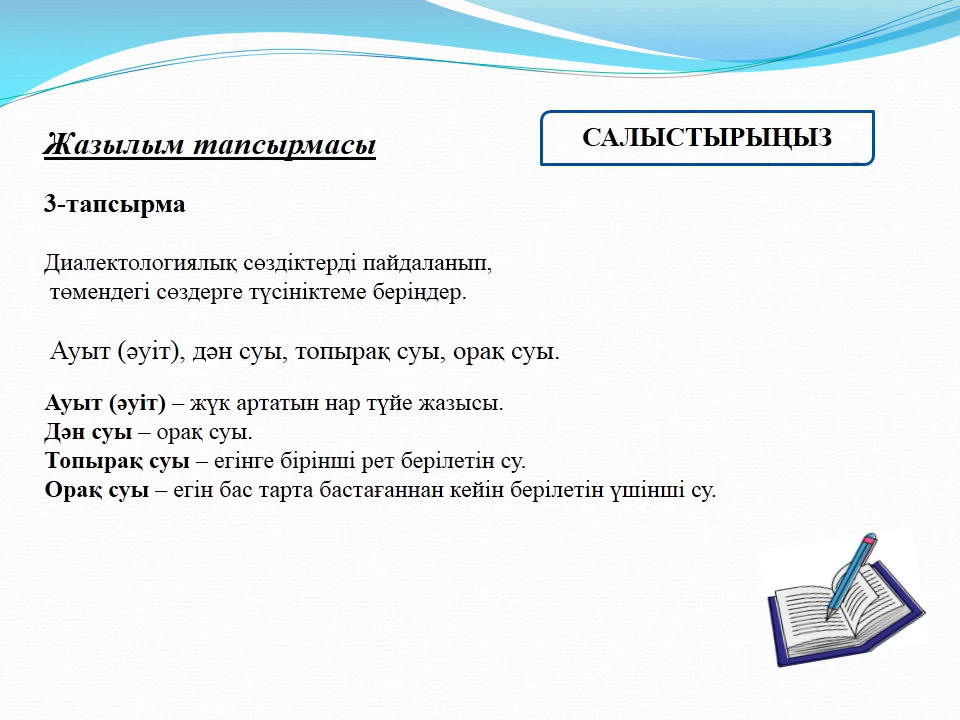 Жазылым тапсырмасы
САЛЫСТЫРЫҢЫЗ
3-тапсырма
Диалектологиялық сөздіктерді пайдаланып,
төмендегі сөздерге түсініктеме беріңдер.
Ауыт (әуіт), дән суы, топырақ суы, орақ суы.
Ауыт (әуіт) – жүк артатын нар түйе жазысы.
Дән суы – орақ суы.
Топырақ суы – егінге бірінші рет берілетін су.
Орақ суы – егін бас тарта бастағаннан кейін берілетін үшінші су.